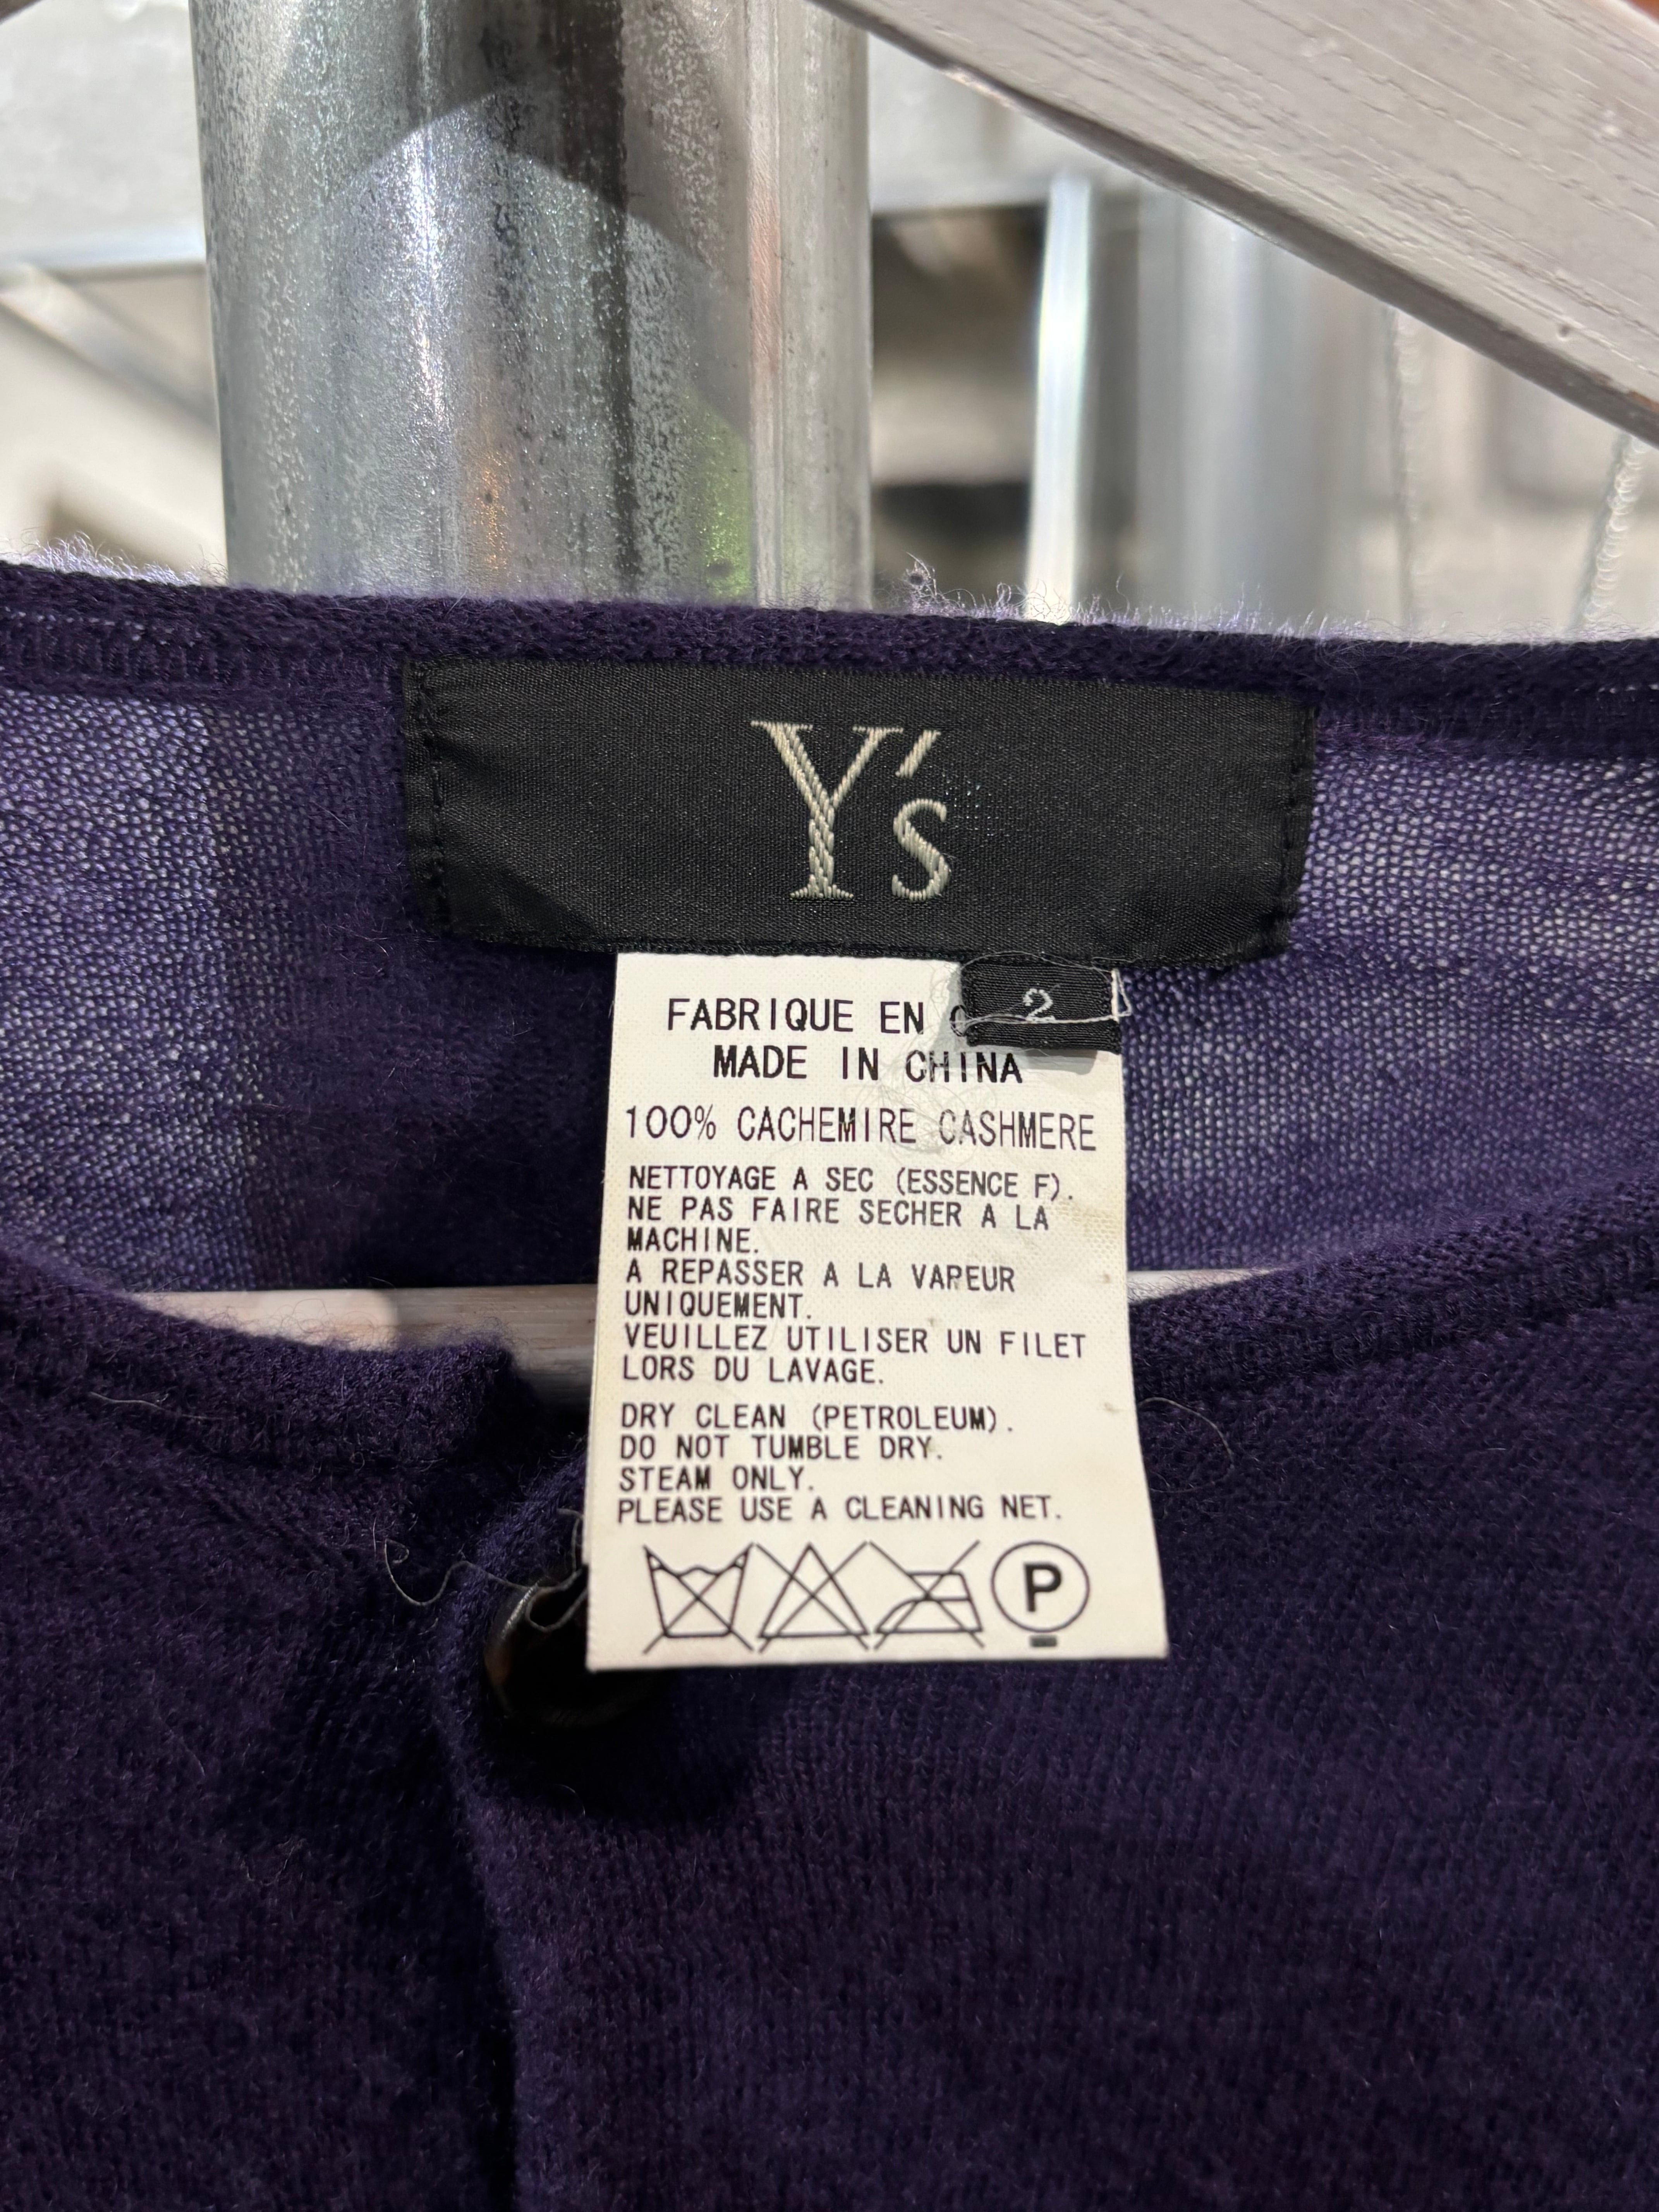 Y's
2
FABRIQUE EN
MADE IN CHINA
100% CACHEMIRE CASHMERE
NETTOYAGE A SEC (ESSENCE F).
NE PAS FAIRE SECHER A LA
MACHINE.
A REPASSER A LA VAPEUR
UNIQUEMENT.
VEUILLEZ UTILISER UN FILET
LORS DU LAVAGE.
DRY CLEAN (PETROLEUM).
DO NOT TUMBLE DRY.
STEAM ONLY.
PLEASE USE A CLEANING NET.
P